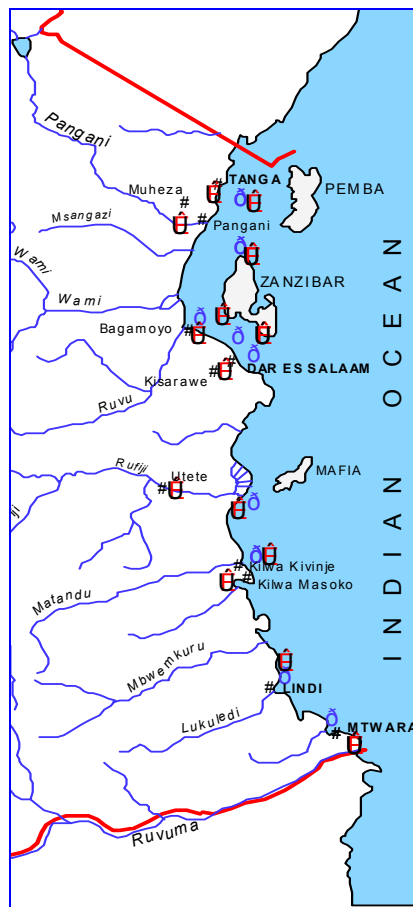 Pangani
Muheza
TANGA
PEMBA
Msangazi
Pangani
Wami
ZANZIBAR
Wami
Bagamoyo
DAR ES SALAAM
Kisarawe
Ruvu
INDIAN OCEAN
Rufiji
Utete
MAFIA
iji
Kilwa Kivinje
Kilwa Masoko
Matandu
Mbwemkuru
LINDI
Lukuledi
MTWARA
Ruvuma